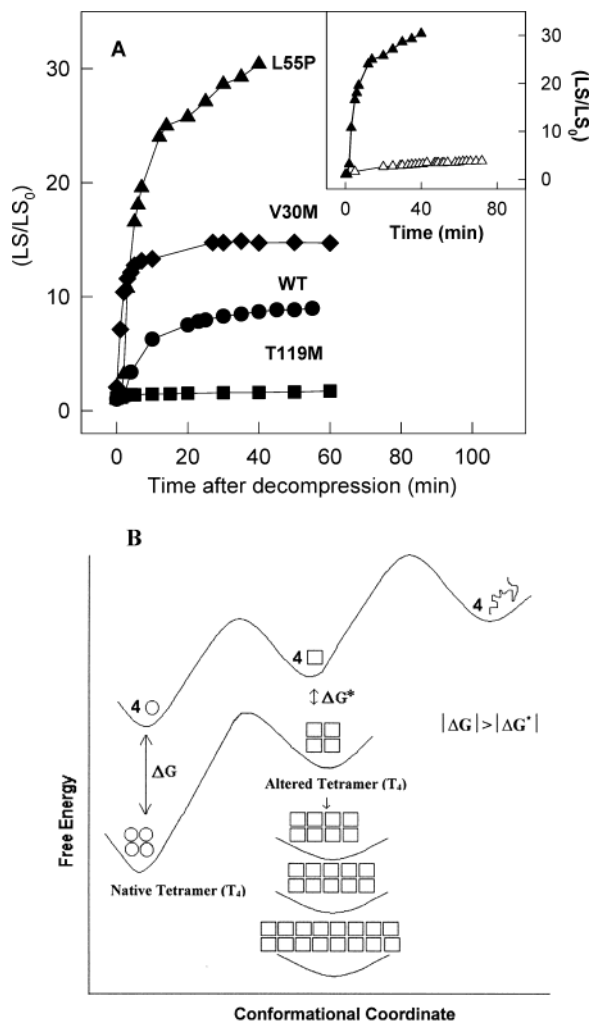 A
L55P
V30M
WT
T119M
(LS/LS0)
30
20
10
0
0 20 40 60 80 100
Time after decompression (min)
30
20
10
0
(LS/LS0)
0 40 80
Time (min)
B
4
4
4
ΔG*
ΔG
|ΔG|>|ΔG*|
Altered Tetramer (T4)
Native Tetramer (T4)
Free Energy
Conformational Coordinate